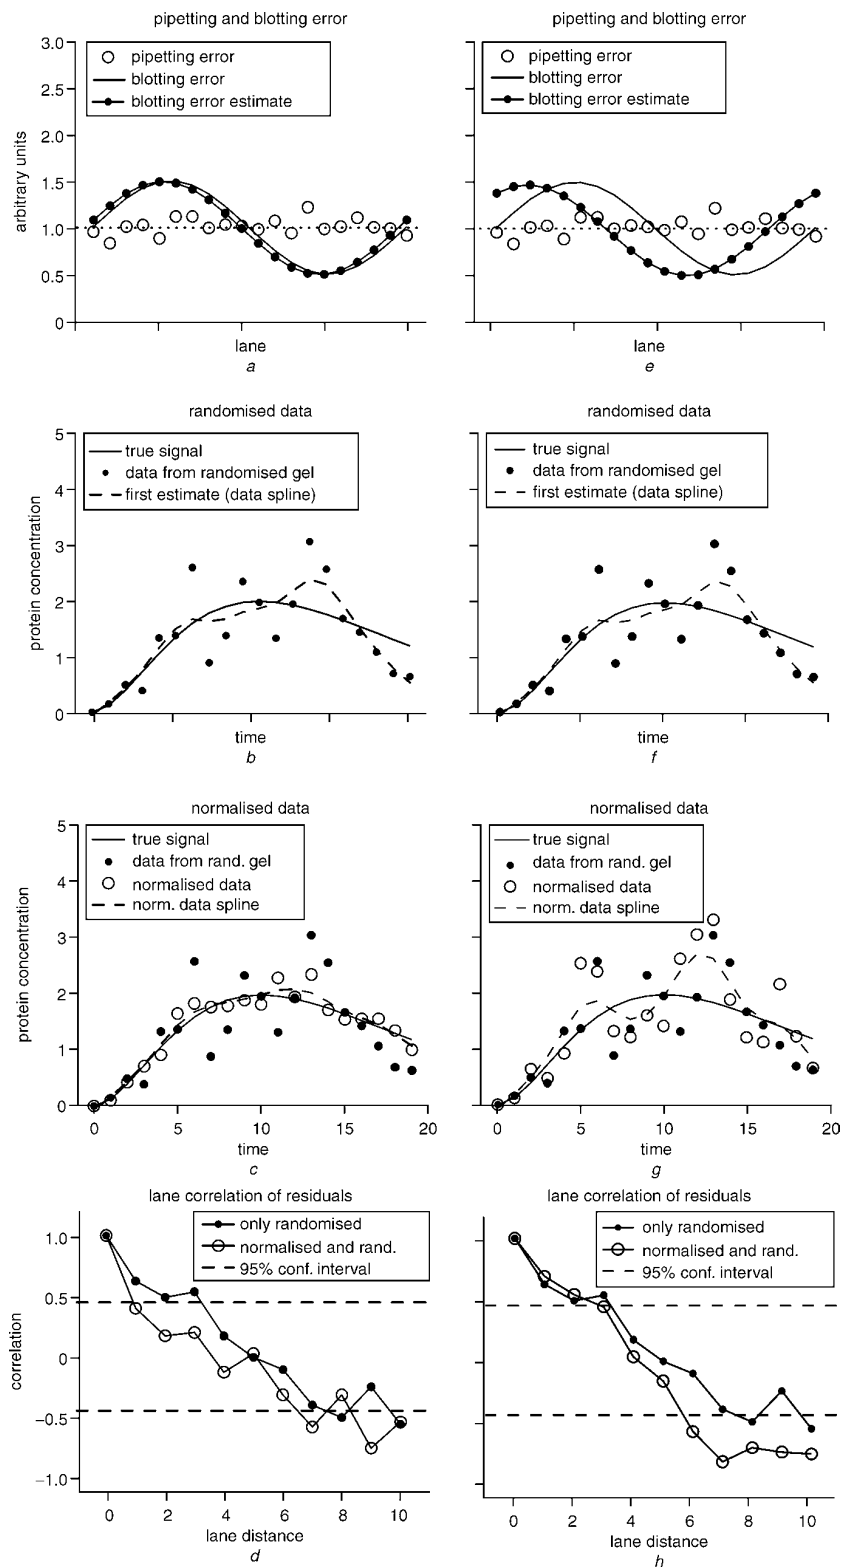 pipetting and blotting error
3.0
2.5
2.0
1.5
1.0
0.5
0
arbitrary units
pipetting error
blotting error
blotting error estimate
lane
a
pipetting and blotting error
pipetting error
blotting error
blotting error estimate
lane
e
randomised data
5
4
3
2
1
0
protein concentration
true signal
data from randomised gel
first estimate (data spline)
time
b
randomised data
true signal
data from randomised gel
first estimate (data spline)
time
f
normalised data
5
4
3
2
1
0
protein concentration
true signal
data from rand. gel
normalised data
norm. data spline
0 5 10 15 20
time
c
normalised data
true signal
data from rand. gel
normalised data
norm. data spline
0 5 10 15 20
time
g
lane correlation of residuals
1.0
0.5
0
−0.5
−1.0
correlation
only randomised
normalised and rand.
95% conf. interval
0 2 4 6 8 10
lane distance
d
lane correlation of residuals
only randomised
normalised and rand.
95% conf. interval
0 2 4 6 8 10
lane distance
h